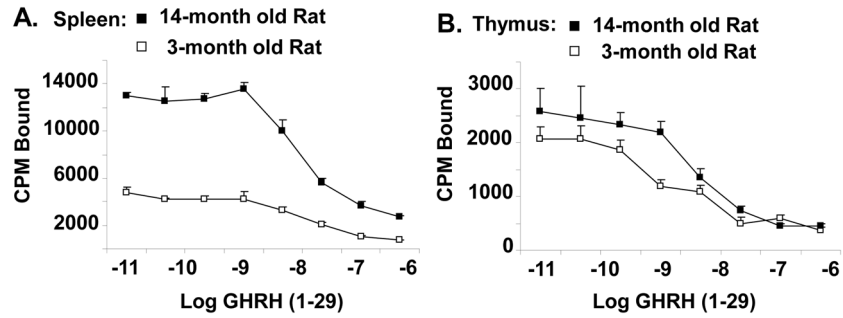 A. Spleen: ■ 14-month old Rat
□ 3-month old Rat
CPM Bound
14000
10000
6000
2000
-11 -10 -9 -8 -7 -6
Log GHRH (1-29)
B. Thymus: ■ 14-month old Rat
□ 3-month old Rat
CPM Bound
3000
2000
1000
0
-11 -10 -9 -8 -7 -6
Log GHRH (1-29)